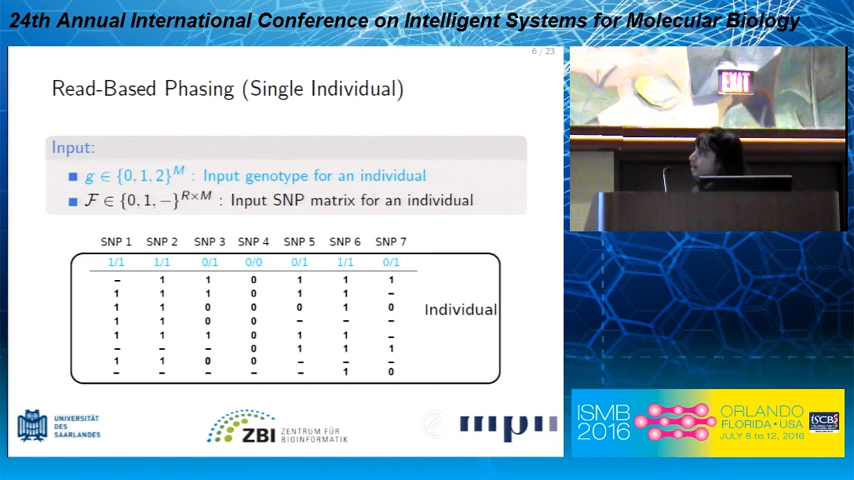 24th Annual International Conference on Intelligent Systems for Molecular Biology
6 / 23
Read-Based Phasing (Single Individual)
Input:
g ∈ {0, 1, 2}^M : Input genotype for an individual
F ∈ {0, 1, −}^{R×M} : Input SNP matrix for an individual
SNP 1 SNP 2 SNP 3 SNP 4 SNP 5 SNP 6 SNP 7
1/1 1/1 0/1 0/0 0/1 1/1 0/1
– 1 1 0 1 1 1
1 1 1 0 1 1 –
1 1 0 0 0 1 0
1 1 0 0 – – –
1 1 1 0 1 1 –
– – – 0 1 1 1
1 1 0 0 – – –
– – – – – 1 0
Individual
UNIVERSITÄT
DES
SAARLANDES
ZBI ZENTRUM FÜR
BIOINFORMATIK
mpii
EXIT
ISMB
2016
ORLANDO
FLORIDA • USA
JULY 8 to 12, 2016
ISCB